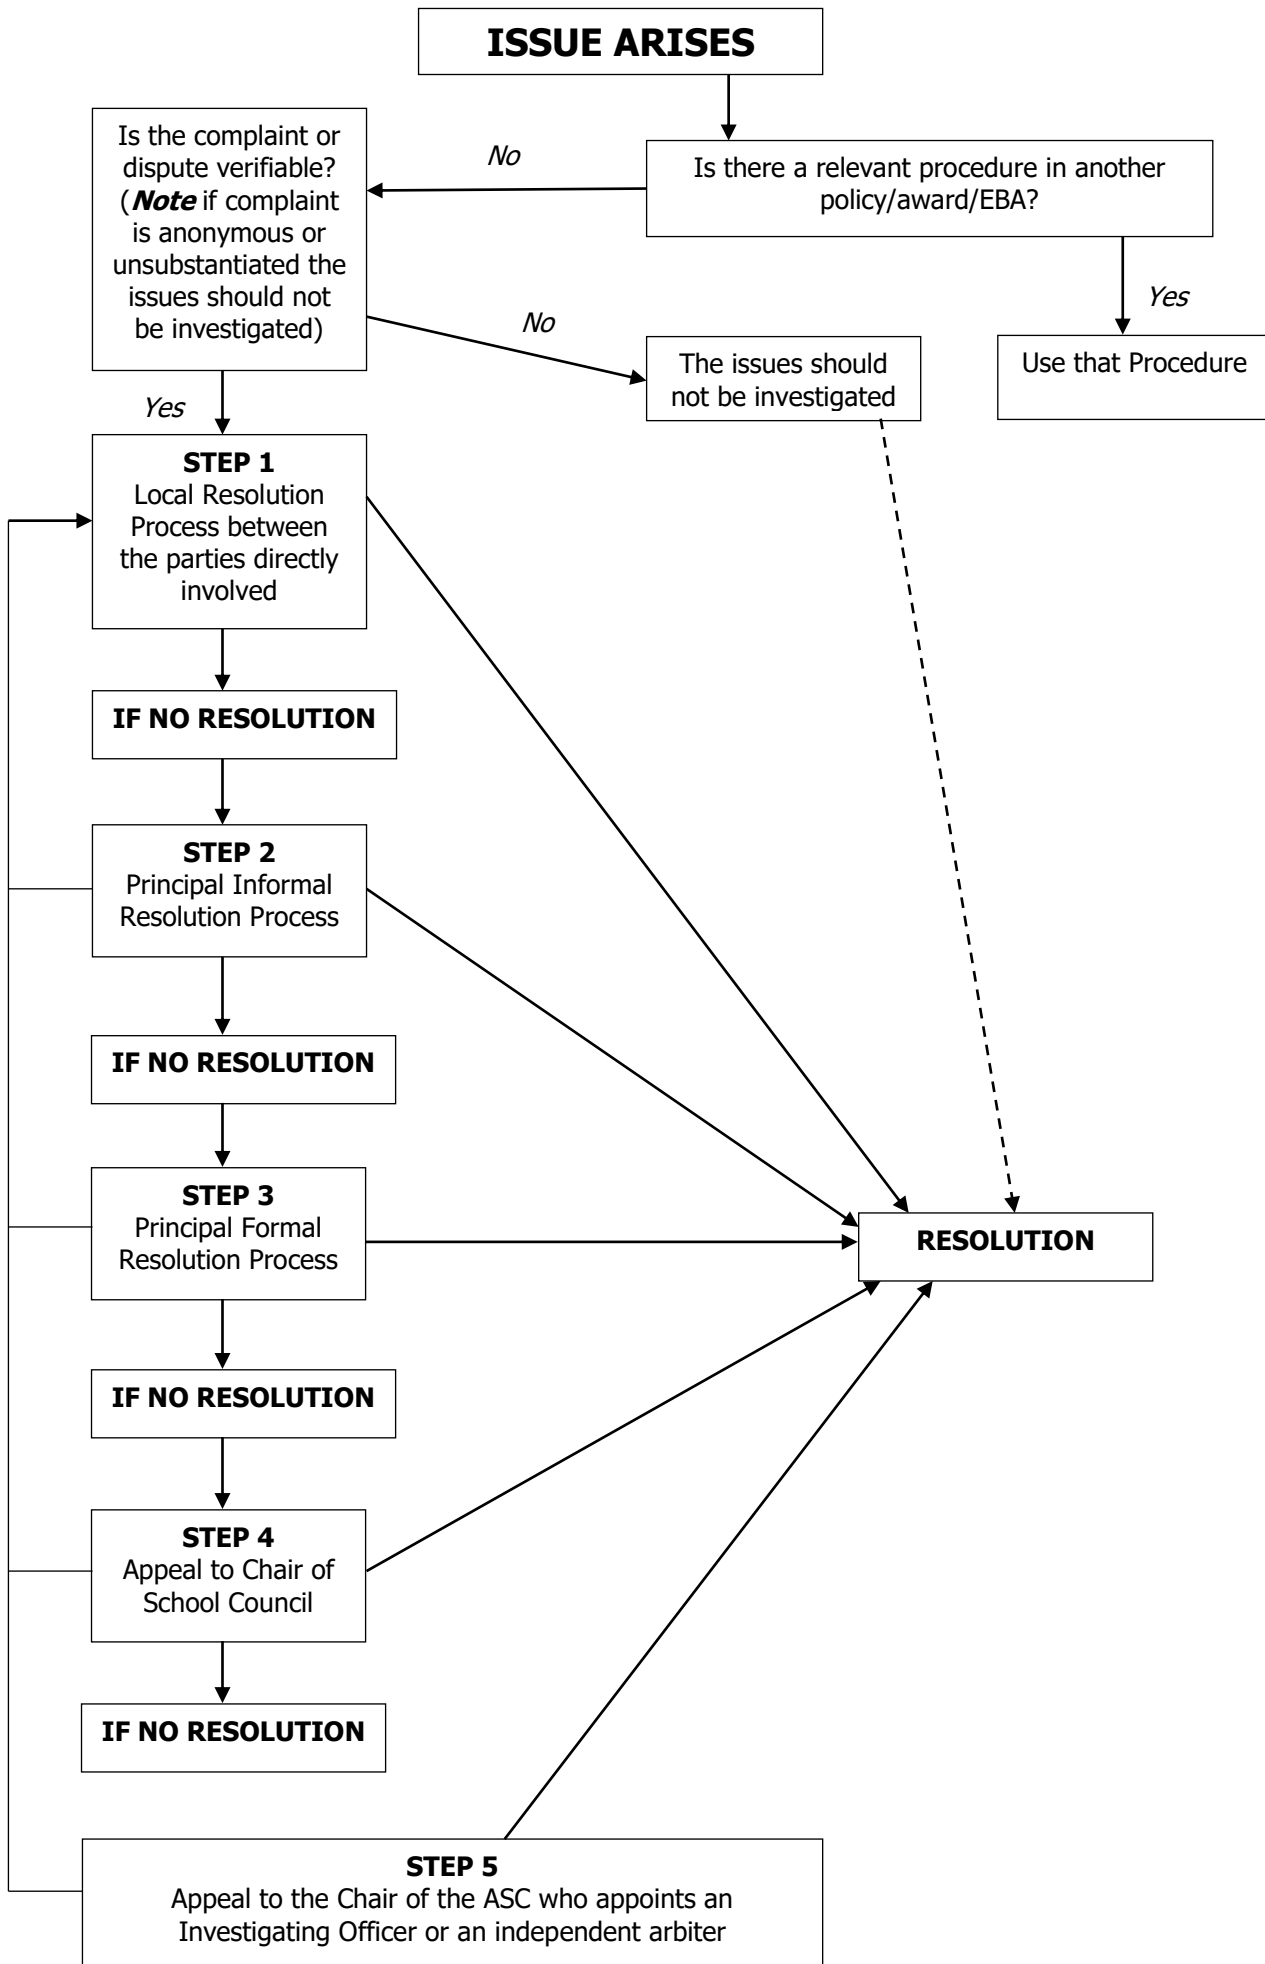 ISSUE ARISES
Is the complaint or
dispute verifiable?
(Note if complaint
is anonymous or
unsubstantiated the
issues should not
be investigated)
No
Is there a relevant procedure in another
policy/award/EBA?
Yes
No
The issues should
not be investigated
Use that Procedure
Yes
STEP 1
Local Resolution
Process between
the parties directly
involved
IF NO RESOLUTION
STEP 2
Principal Informal
Resolution Process
IF NO RESOLUTION
STEP 3
Principal Formal
Resolution Process
RESOLUTION
IF NO RESOLUTION
STEP 4
Appeal to Chair of
School Council
IF NO RESOLUTION
STEP 5
Appeal to the Chair of the ASC who appoints an
Investigating Officer or an independent arbiter